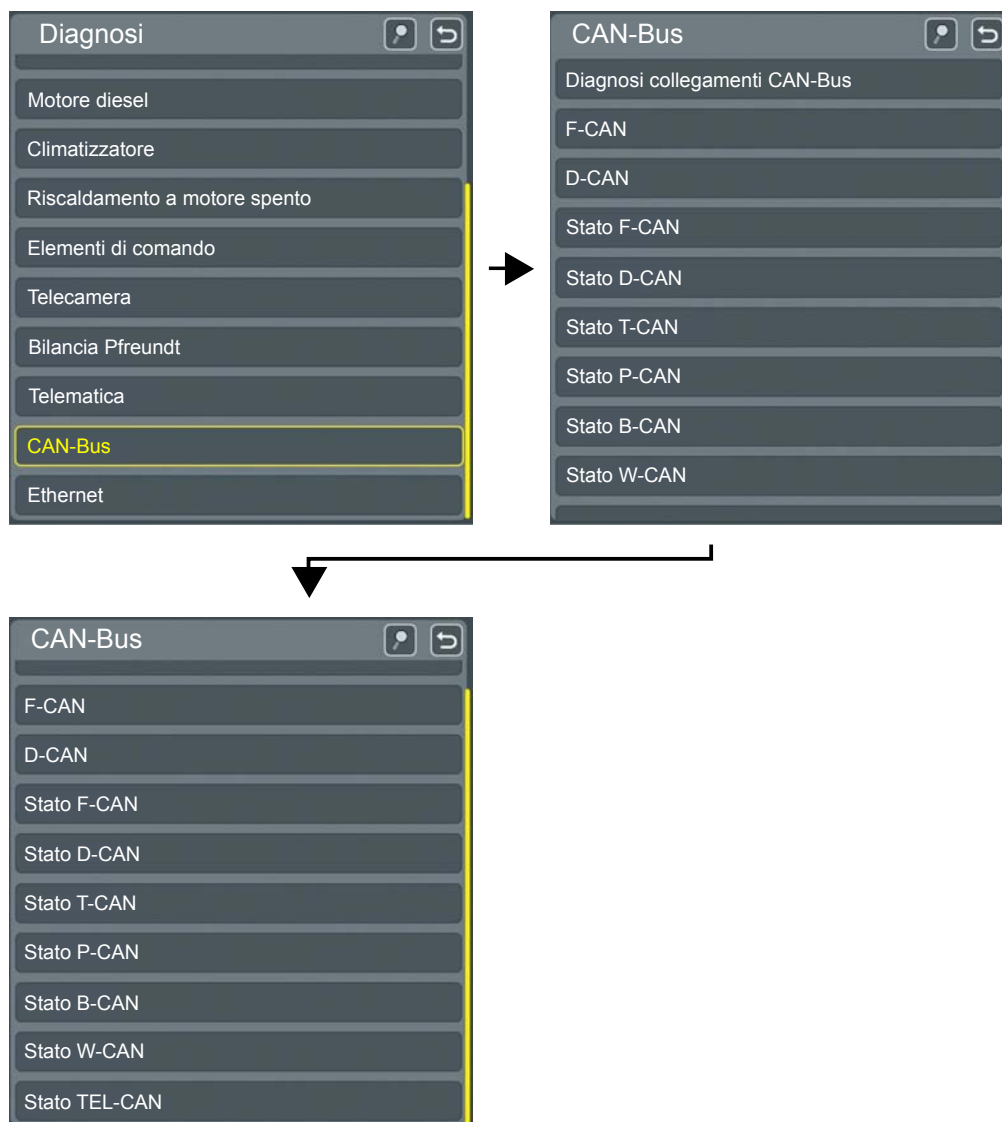 Diagnosi
Motore diesel
Climatizzatore
Riscaldamento a motore spento
Elementi di comando
Telecamera
Bilancia Pfreundt
Telematica
CAN-Bus
Ethernet
CAN-Bus
Diagnosi collegamenti CAN-Bus
F-CAN
D-CAN
Stato F-CAN
Stato D-CAN
Stato T-CAN
Stato P-CAN
Stato B-CAN
Stato W-CAN
CAN-Bus
F-CAN
D-CAN
Stato F-CAN
Stato D-CAN
Stato T-CAN
Stato P-CAN
Stato B-CAN
Stato W-CAN
Stato TEL-CAN